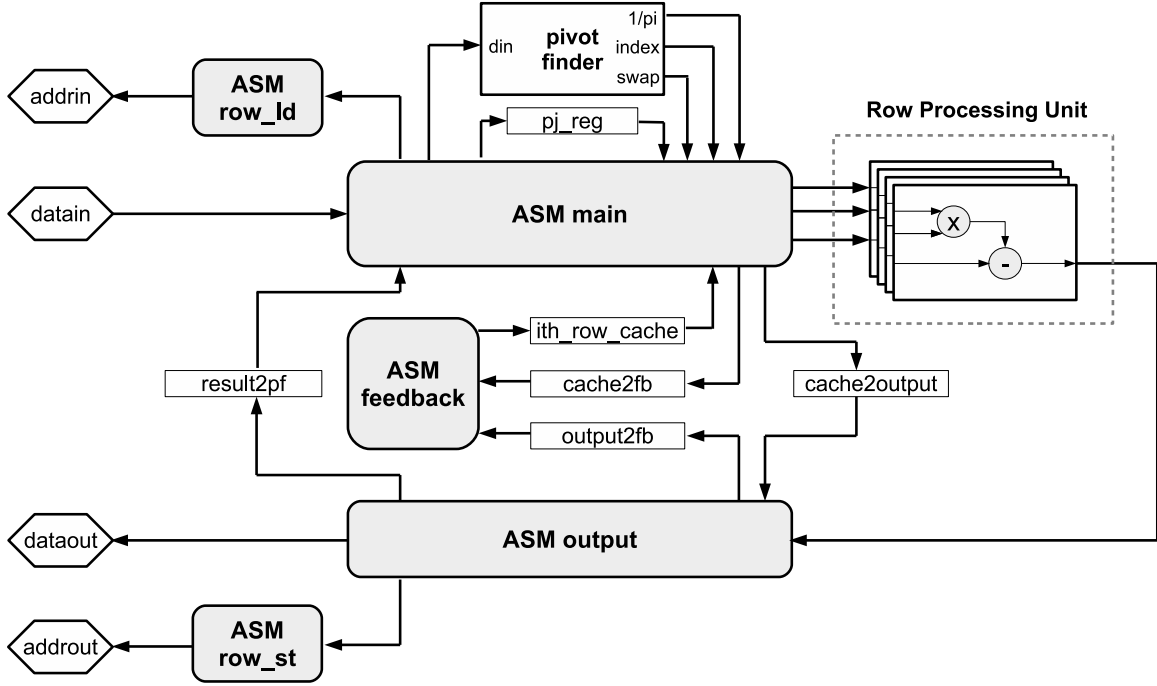 1/pi
din
pivot
finder
index
swap
ASM
row_ld
addrin
pj_reg
Row Processing Unit
datain
ASM main
x
-
ith_row_cache
ASM
feedback
result2pf
cache2fb
cache2output
output2fb
dataout
ASM output
ASM
row_st
addrout